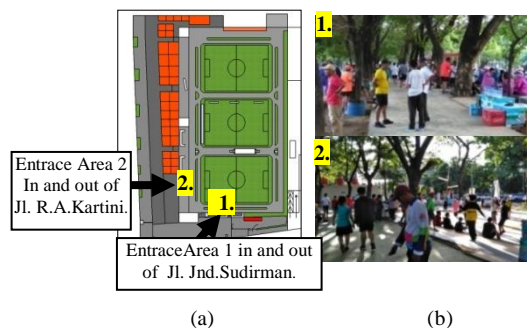 1.
2.
Entrace Area 2
In and out of
Jl. R.A.Kartini.
2.
1.
EntraceArea 1 in and out
of Jl. Jnd.Sudirman.
(a)
(b)